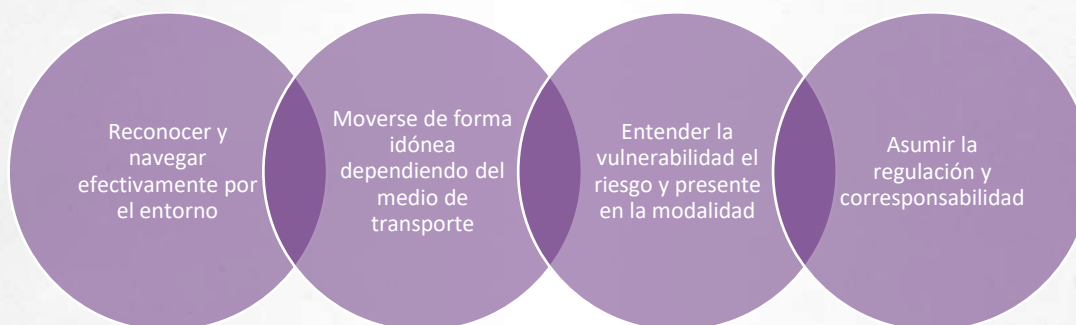 Reconocer y
navegar
efectivamente por
el entorno
Moverse de forma
idónea
dependiendo del
medio de
transporte
Entender la
vulnerabilidad el
riesgo y presente
en la modalidad
Asumir la
regulación y
corresponsabilidad